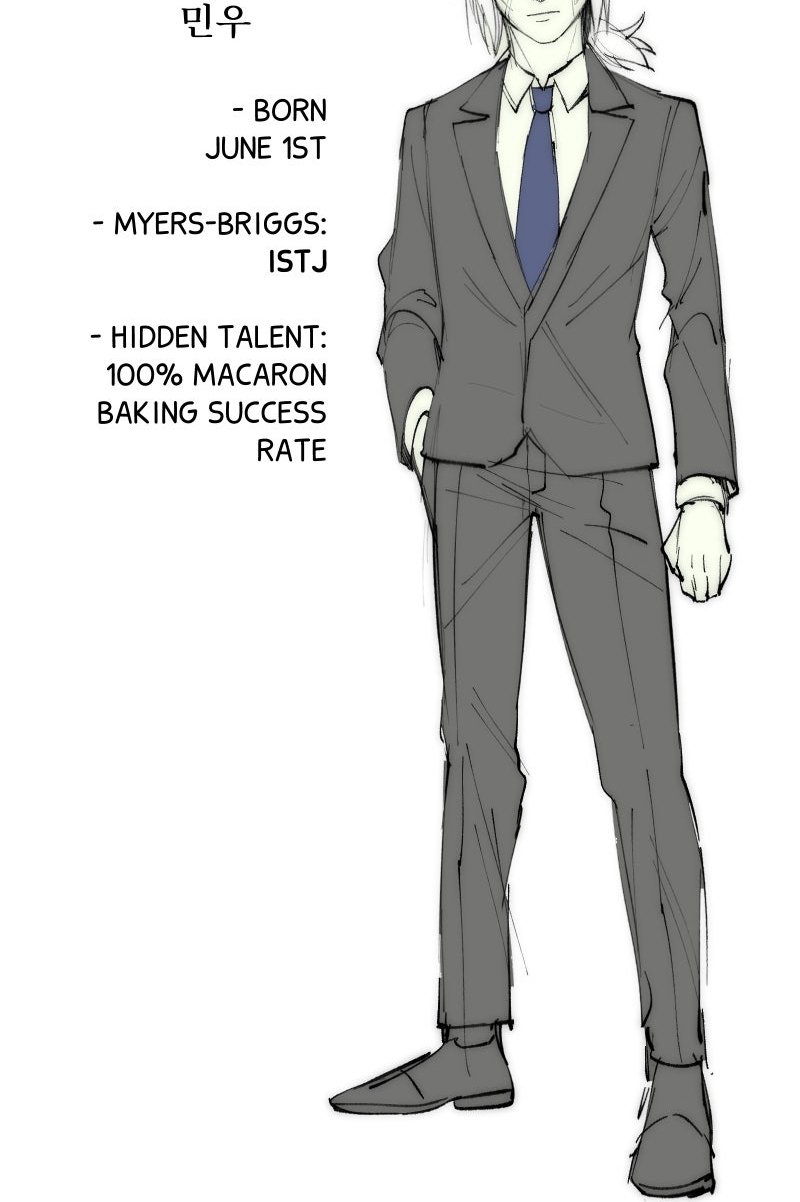 민우
- BORN
JUNE 1ST
- MYERS-BRIGGS:
ISTJ
- HIDDEN TALENT:
100% MACARON
BAKING SUCCESS
RATE